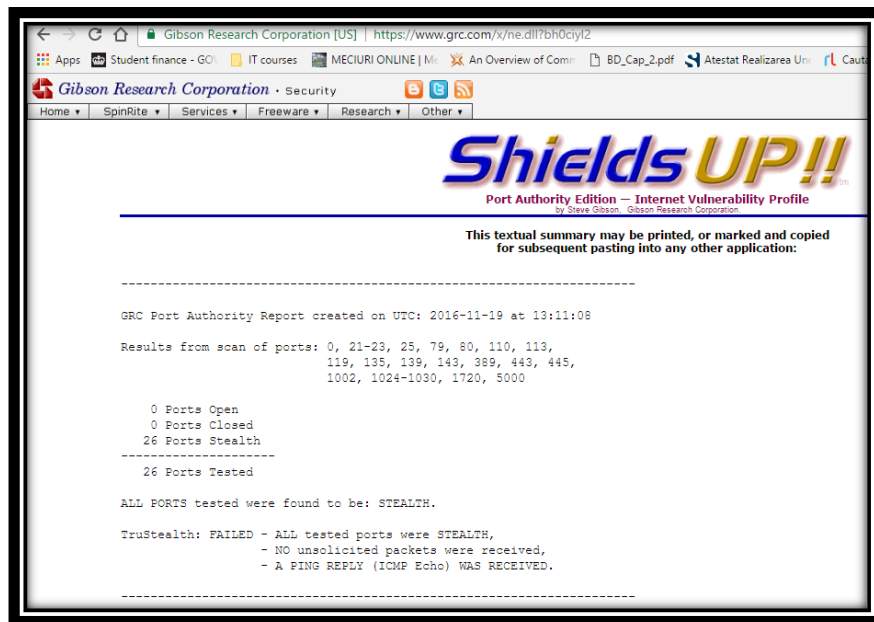 Gibson Research Corporation [US] | https://www.grc.com/x/ne.dll?bh0ciyl2
Apps Student finance - GO IT courses MECIURI ONLINE | M An Overview of Com BD_Cap_2.pdf Atestat Realizarea Un Cauta
Gibson Research Corporation · Security
Home ▾ SpinRite ▾ Services ▾ Freeware ▾ Research ▾ Other ▾
Shields UP!!
tm
Port Authority Edition — Internet Vulnerability Profile
by Steve Gibson, Gibson Research Corporation.
This textual summary may be printed, or marked and copied
for subsequent pasting into any other application:
----------------------------------------------------------------------
GRC Port Authority Report created on UTC: 2016-11-19 at 13:11:08
Results from scan of ports: 0, 21-23, 25, 79, 80, 110, 113,
119, 135, 139, 143, 389, 443, 445,
1002, 1024-1030, 1720, 5000
0 Ports Open
0 Ports Closed
26 Ports Stealth
---------------------
26 Ports Tested
ALL PORTS tested were found to be: STEALTH.
TruStealth: FAILED - ALL tested ports were STEALTH,
- NO unsolicited packets were received,
- A PING REPLY (ICMP Echo) WAS RECEIVED.
----------------------------------------------------------------------